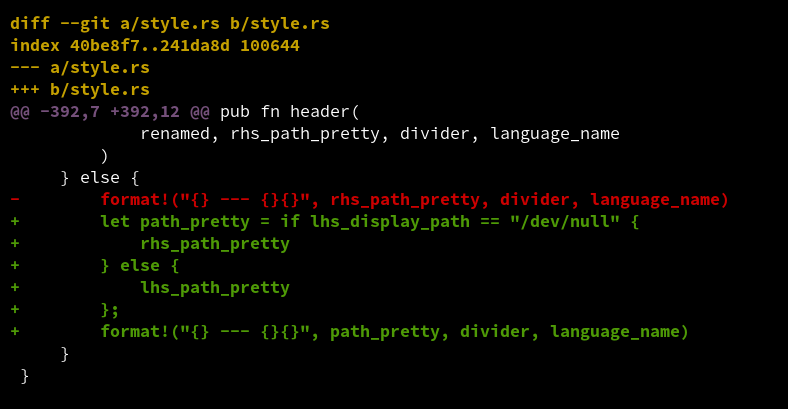 diff --git a/style.rs b/style.rs
index 40be8f7..241da8d 100644
--- a/style.rs
+++ b/style.rs
@@ -392,7 +392,12 @@ pub fn header(
             renamed, rhs_path_pretty, divider, language_name
         )
     } else {
-        format!("{} --- {}{}", rhs_path_pretty, divider, language_name)
+        let path_pretty = if lhs_display_path == "/dev/null" {
+            rhs_path_pretty
+        } else {
+            lhs_path_pretty
+        };
+        format!("{} --- {}{}", path_pretty, divider, language_name)
     }
 }